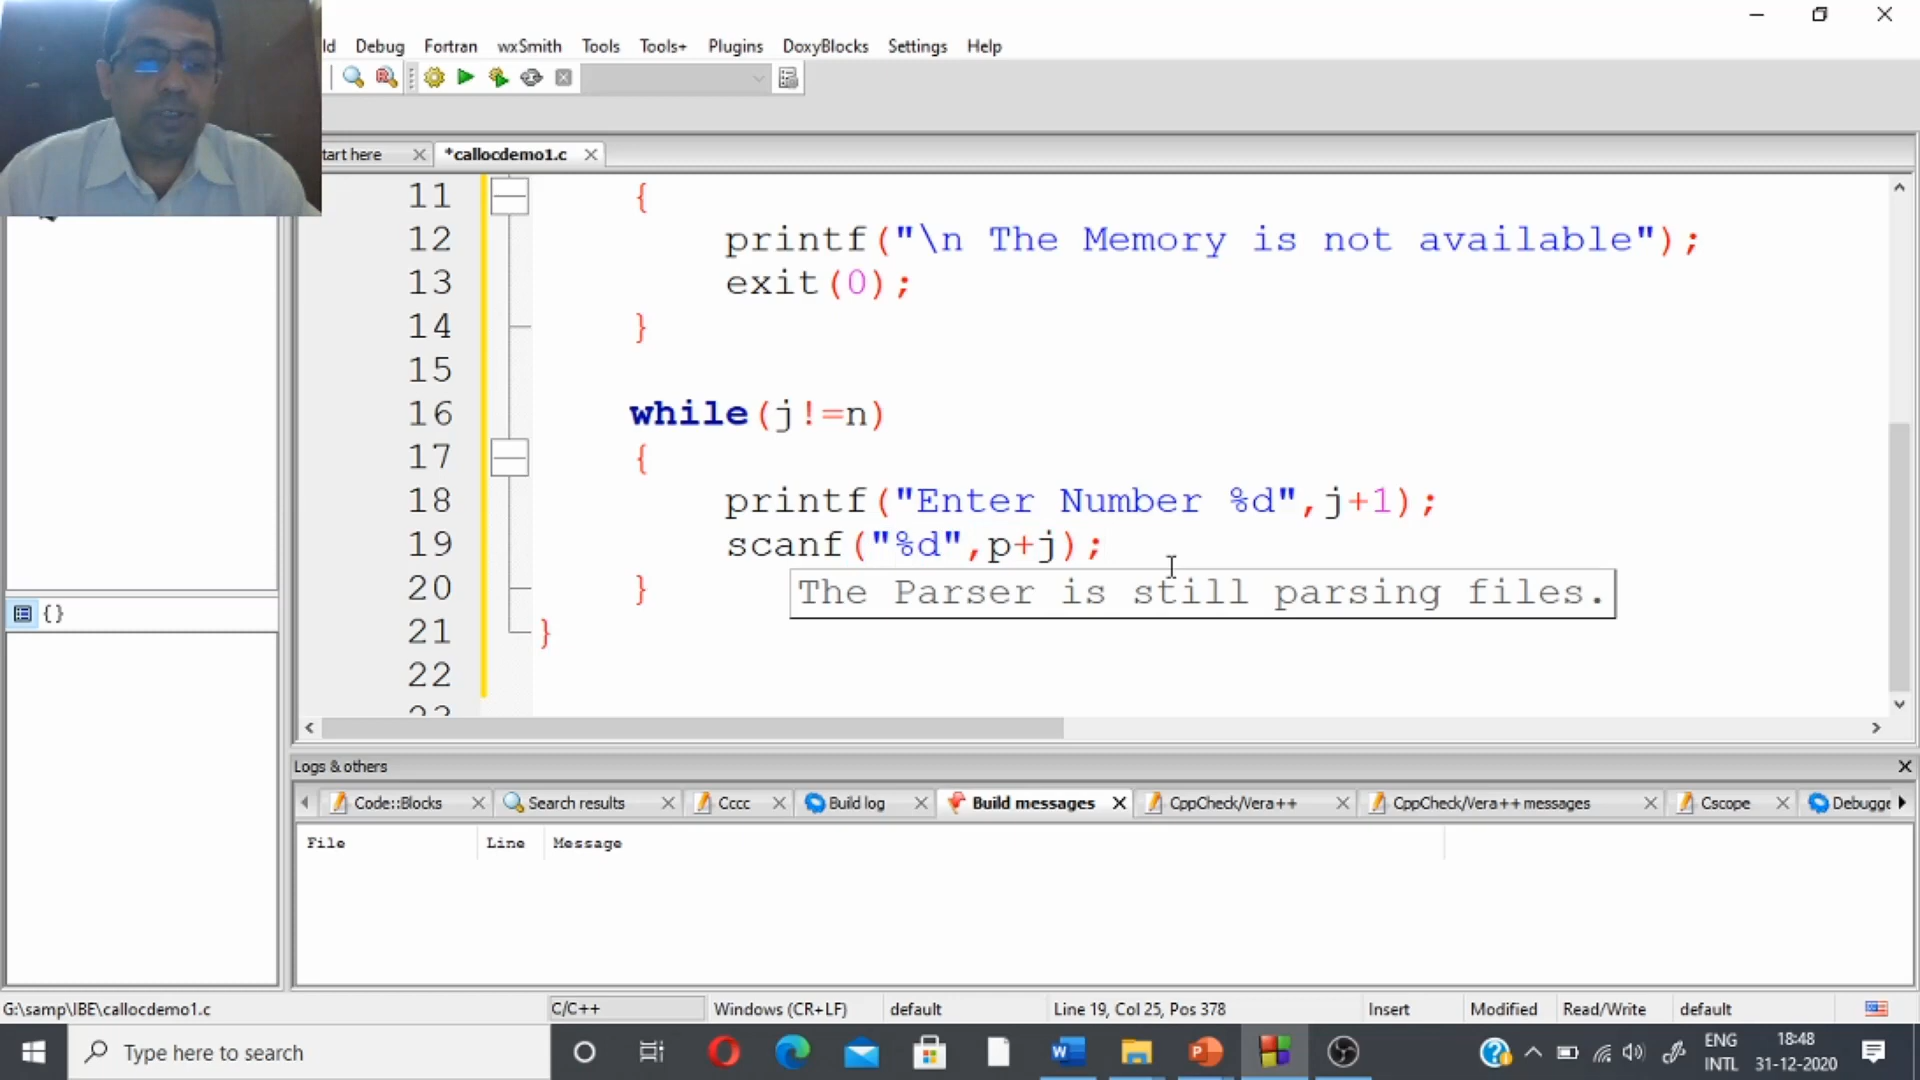 ld Debug Fortran wxSmith Tools Tools+ Plugins DoxyBlocks Settings Help
tart here *callocdemo1.c
11 {
12 printf("\n The Memory is not available");
13 exit(0);
14 }
15
16 while(j!=n)
17 {
18 printf("Enter Number %d",j+1);
19 scanf("%d",p+j);
20 }
The Parser is still parsing files.
21 }
22
{}
Logs & others
Code::Blocks Search results Cccc Build log Build messages CppCheck/Vera++ CppCheck/Vera++ messages Cscope Debugge
File Line Message
G:\samp\IBE\callocdemo1.c C/C++ Windows (CR+LF) default Line 19, Col 25, Pos 378 Insert Modified Read/Write default
Type here to search
ENG 18:48
INTL 31-12-2020